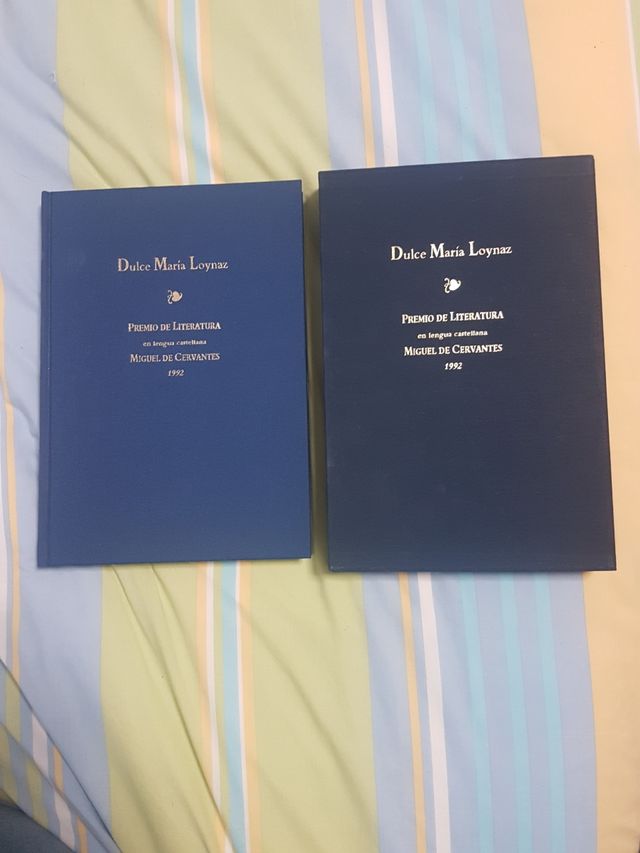 Dulce María Loynaz
PREMIO DE LITERATURA
en lengua castellana
MIGUEL DE CERVANTES
1992
Dulce María Loynaz
PREMIO DE LITERATURA
en lengua castellana
MIGUEL DE CERVANTES
1992